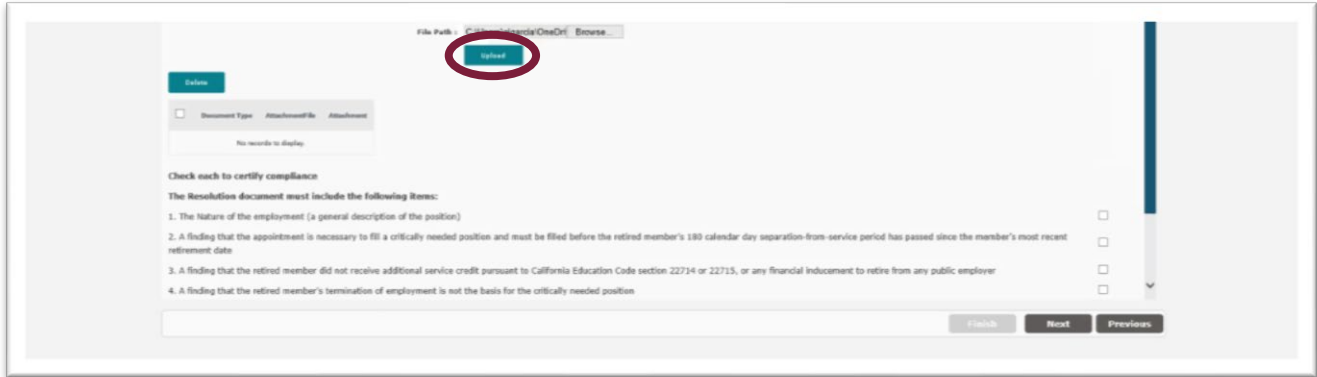 File Path : Browse...
Upload
Delete
Document Type AttachmentFile Attachment
No records to display.
Check each to certify compliance
The Resolution document must include the following items:
1. The Nature of the employment (a general description of the position)
2. A finding that the appointment is necessary to fill a critically needed position and must be filled before the retired member's 180 calendar day separation-from-service period has passed since the member's most recent
retirement date
3. A finding that the retired member did not receive additional service credit pursuant to California Education Code section 22714 or 22715, or any financial inducement to retire from any public employer
4. A finding that the retired member's termination of employment is not the basis for the critically needed position
Finish Next Previous